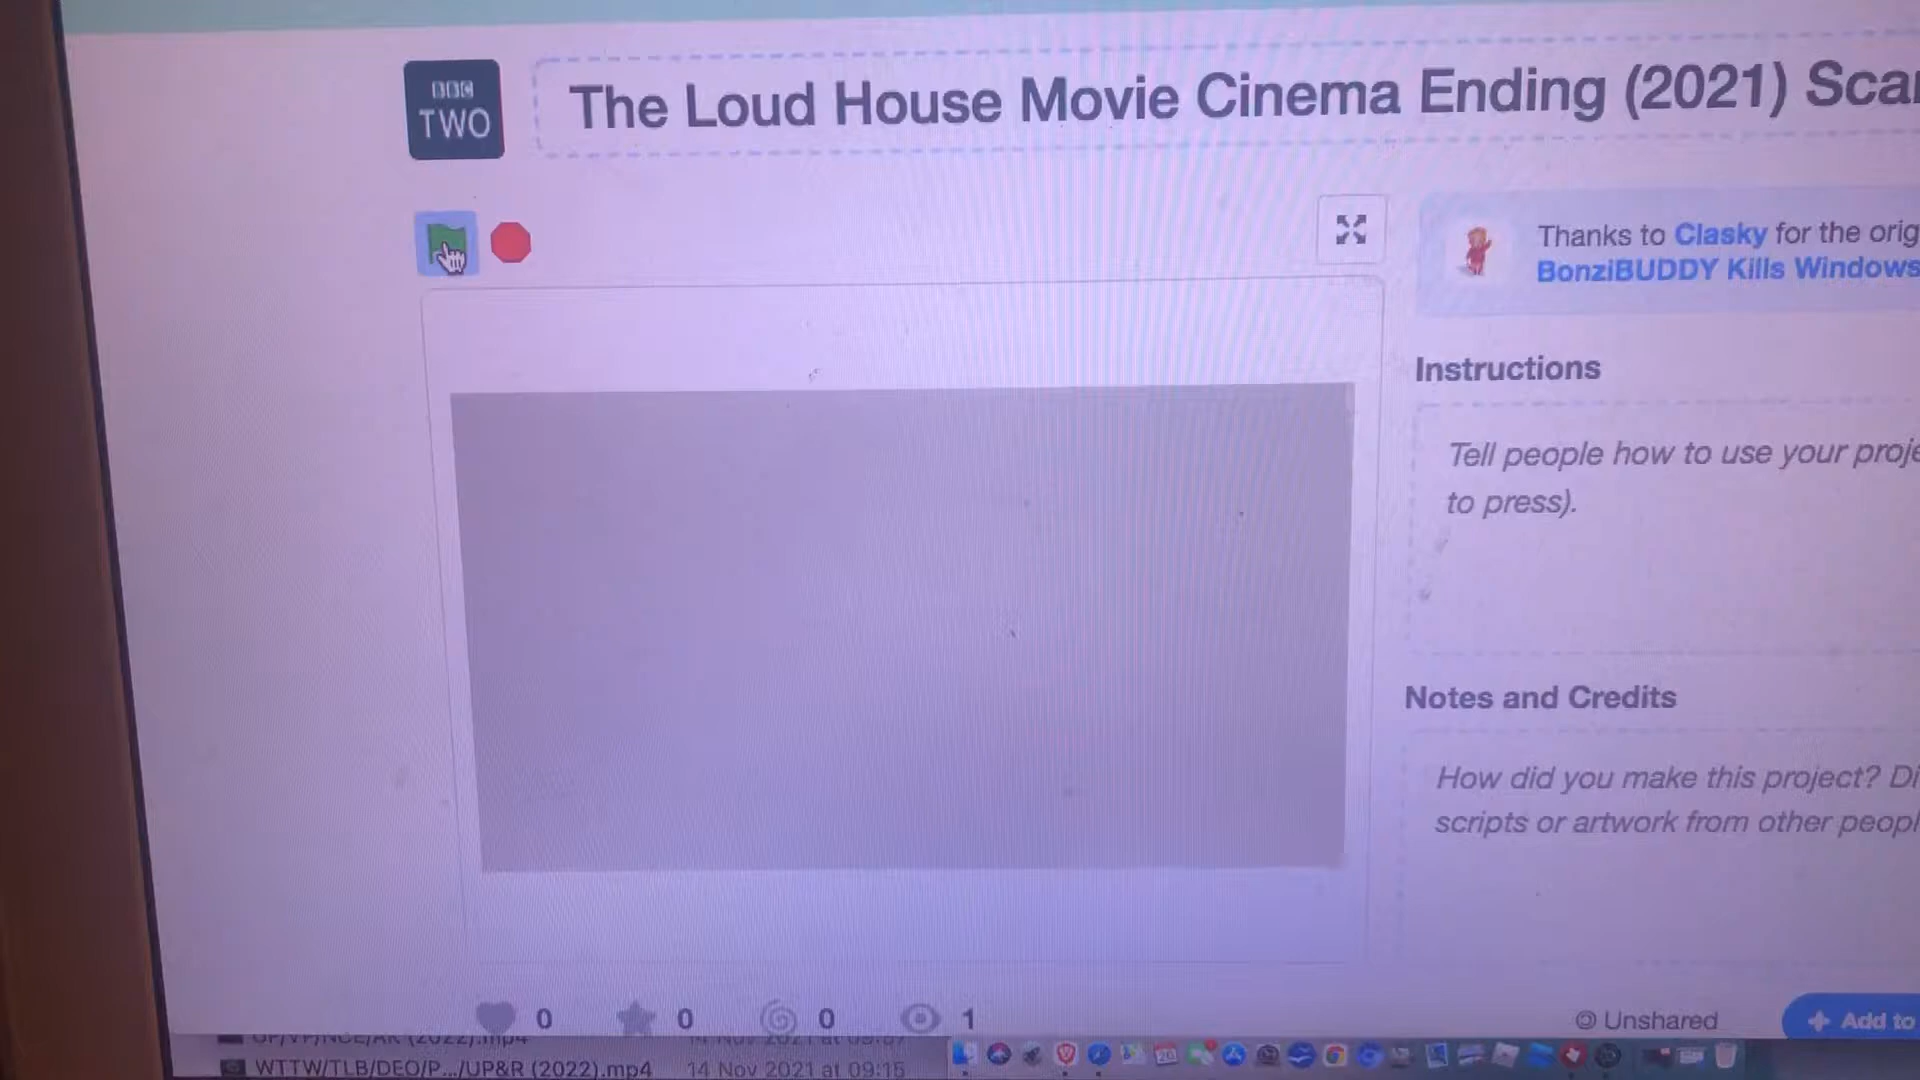 BBC
TWO
The Loud House Movie Cinema Ending (2021) Scar
Thanks to Clasky for the orig
BonziBUDDY Kills Windows
Instructions
Tell people how to use your proje
to press).
Notes and Credits
How did you make this project? Di
scripts or artwork from other peopl
0 0 0 1
Unshared
Add to
WTTW/TLB/DEO/P.../UP&R (2022).mp4 14 Nov 2021 at 09:15